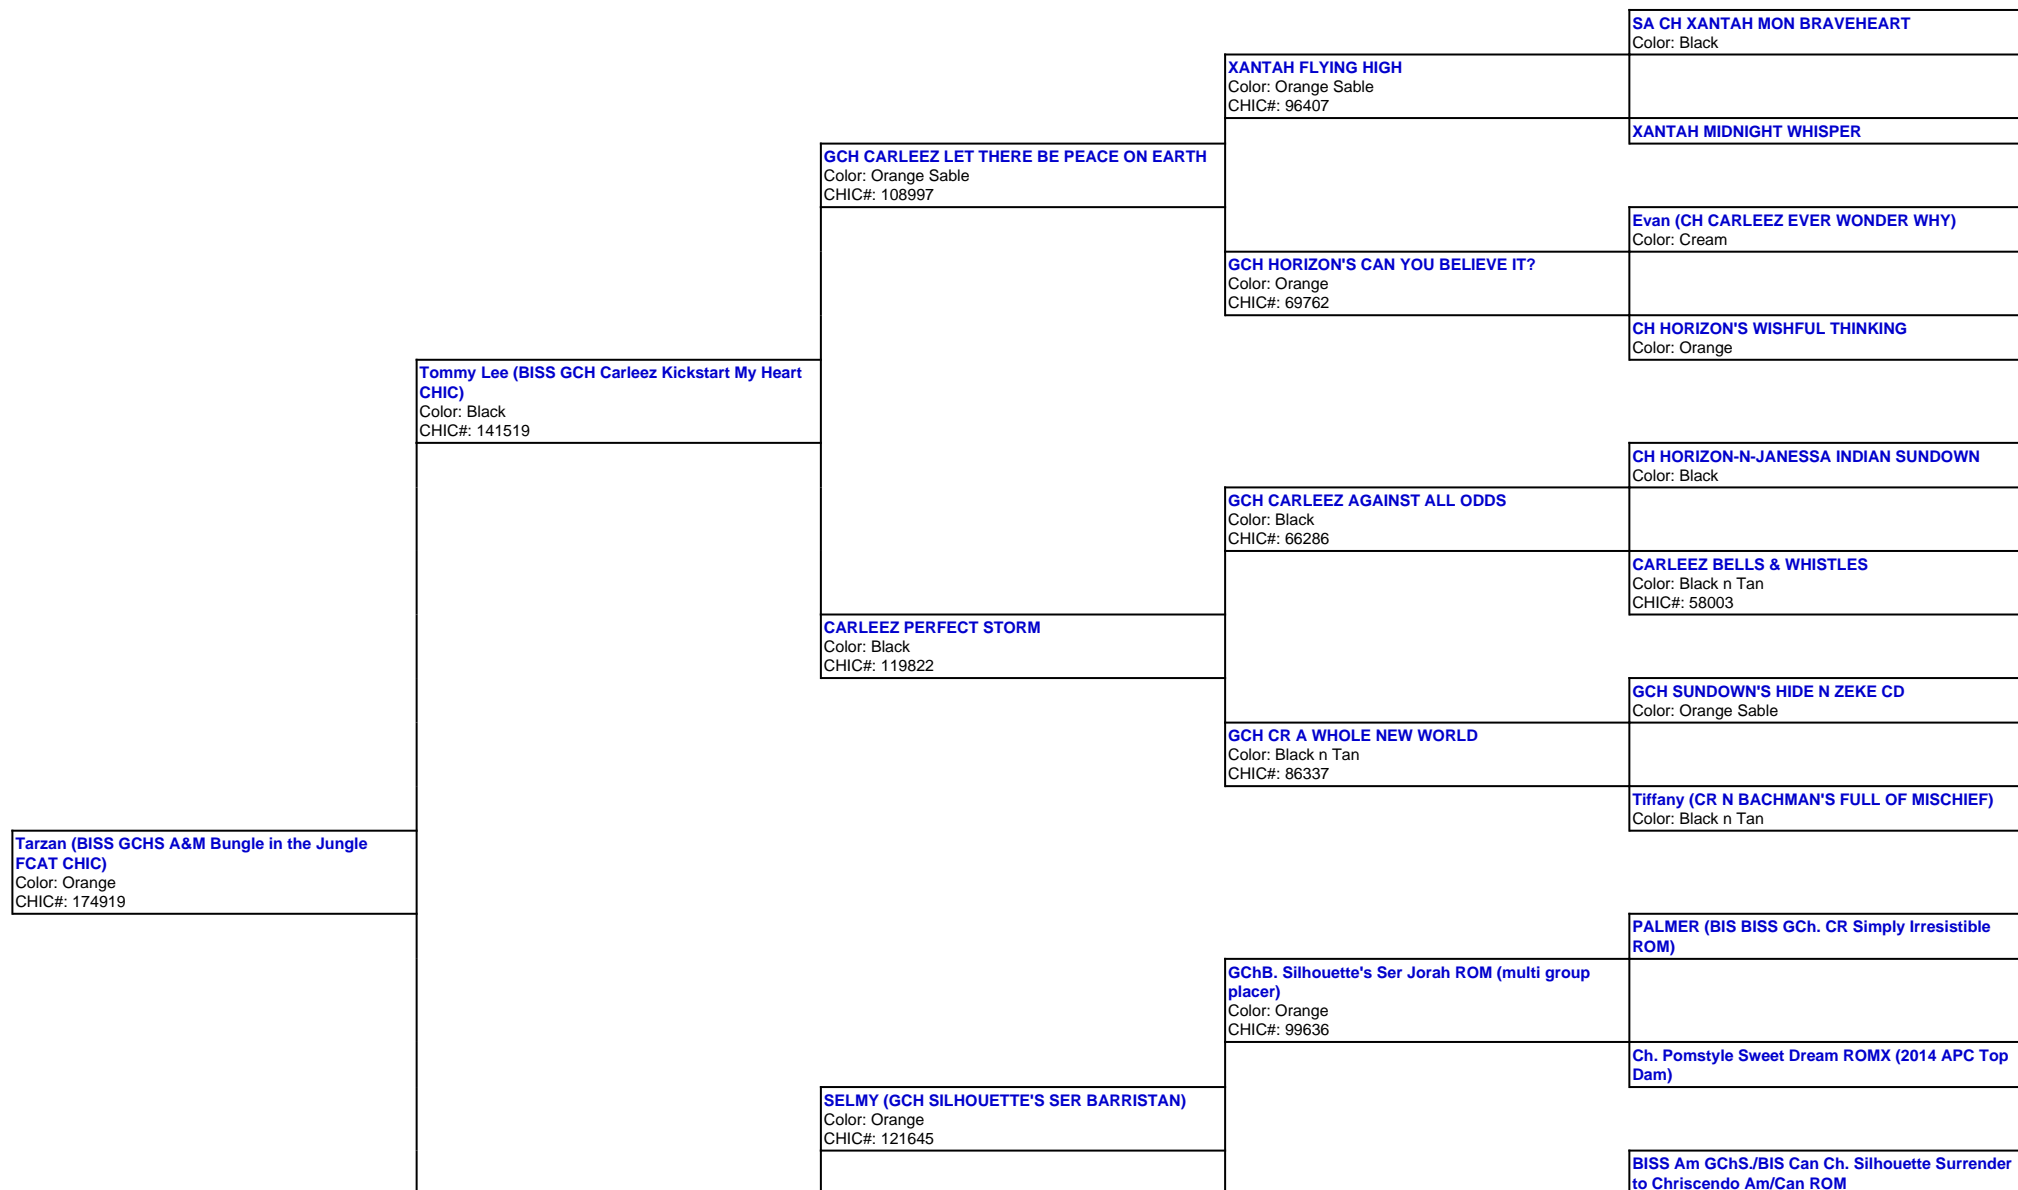 SA CH XANTAH MON BRAVEHEART
Color: Black
XANTAH FLYING HIGH
Color: Orange Sable
CHIC#: 96407
XANTAH MIDNIGHT WHISPER
GCH CARLEEZ LET THERE BE PEACE ON EARTH
Color: Orange Sable
CHIC#: 108997
Evan (CH CARLEEZ EVER WONDER WHY)
Color: Cream
GCH HORIZON'S CAN YOU BELIEVE IT?
Color: Orange
CHIC#: 69762
CH HORIZON'S WISHFUL THINKING
Color: Orange
Tommy Lee (BISS GCH Carleez Kickstart My Heart
CHIC)
Color: Black
CHIC#: 141519
CH HORIZON-N-JANESSA INDIAN SUNDOWN
Color: Black
GCH CARLEEZ AGAINST ALL ODDS
Color: Black
CHIC#: 66286
CARLEEZ BELLS & WHISTLES
Color: Black n Tan
CHIC#: 58003
CARLEEZ PERFECT STORM
Color: Black
CHIC#: 119822
GCH SUNDOWN'S HIDE N ZEKE CD
Color: Orange Sable
GCH CR A WHOLE NEW WORLD
Color: Black n Tan
CHIC#: 86337
Tiffany (CR N BACHMAN'S FULL OF MISCHIEF)
Color: Black n Tan
Tarzan (BISS GCHS A&M Bungle in the Jungle
FCAT CHIC)
Color: Orange
CHIC#: 174919
PALMER (BIS BISS GCh. CR Simply Irresistible
ROM)
GChB. Silhouette's Ser Jorah ROM (multi group
placer)
Color: Orange
CHIC#: 99636
Ch. Pomstyle Sweet Dream ROMX (2014 APC Top
Dam)
SELMY (GCH SILHOUETTE'S SER BARRISTAN)
Color: Orange
CHIC#: 121645
BISS Am GChS./BIS Can Ch. Silhouette Surrender
to Chriscendo Am/Can ROM